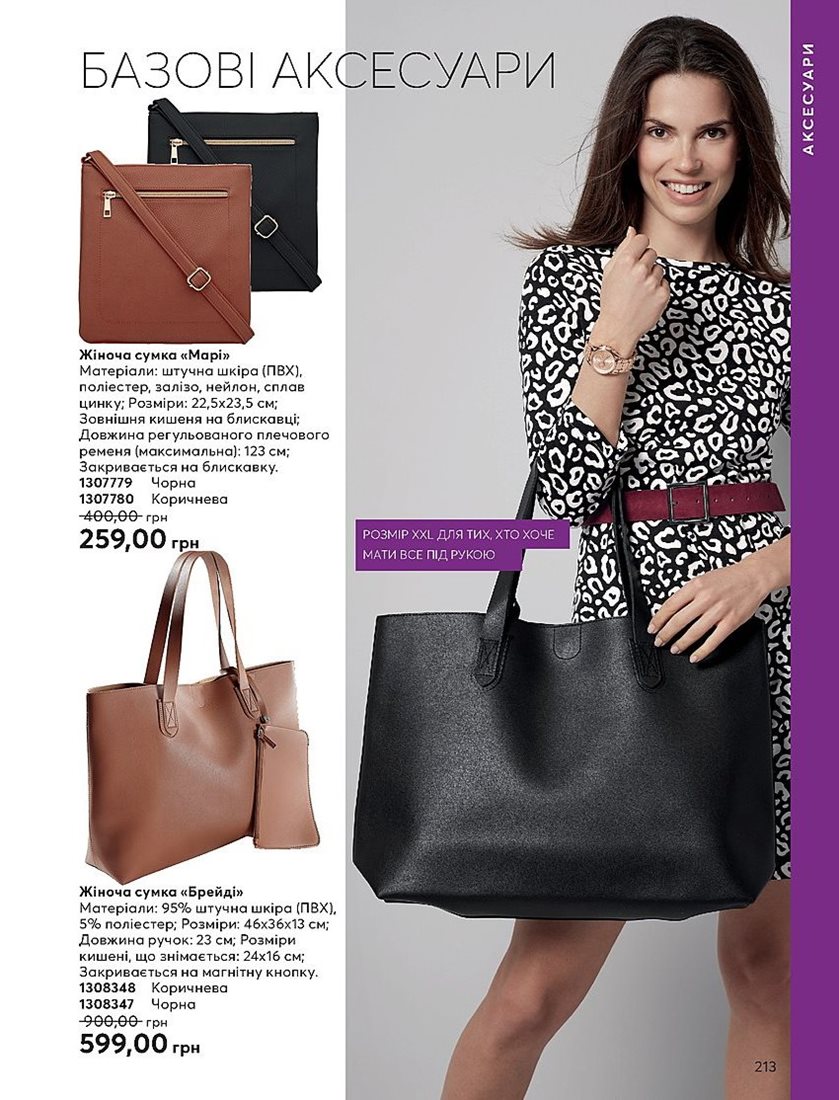 БАЗОВІ АКСЕСУАРИ
АКСЕСУАРИ
Жіноча сумка «Марі»
Матеріали: штучна шкіра (ПВХ),
поліестер, залізо, нейлон, сплав
цинку; Розміри: 22,5х23,5 см;
Зовнішня кишеня на блискавці;
Довжина регульованого плечового
ременя (максимальна): 123 см;
Закривається на блискавку.
1307779 Чорна
1307780 Коричнева
400,00 грн
259,00 грн
РОЗМІР XXL ДЛЯ ТИХ, ХТО ХОЧЕ
МАТИ ВСЕ ПІД РУКОЮ
Жіноча сумка «Брейді»
Матеріали: 95% штучна шкіра (ПВХ),
5% поліестер; Розміри: 46х36х13 см;
Довжина ручок: 23 см; Розміри
кишені, що знімається: 24х16 см;
Закривається на магнітну кнопку.
1308348 Коричнева
1308347 Чорна
900,00 грн
599,00 грн
213